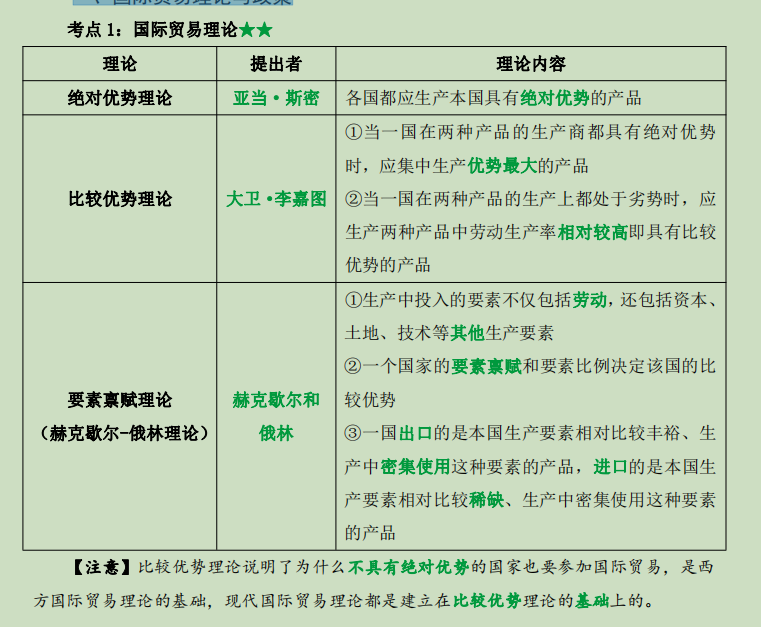 、国际贸易理论与政策
考点 1：国际贸易理论★★
理论 提出者 理论内容
绝对优势理论 亚当·斯密 各国都应生产本国具有绝对优势的产品
比较优势理论 大卫·李嘉图 ①当一国在两种产品的生产商都具有绝对优势
时，应集中生产优势最大的产品
②当一国在两种产品的生产上都处于劣势时，应
生产两种产品中劳动生产率相对较高即具有比较
优势的产品
要素禀赋理论
（赫克歇尔-俄林理论）
赫克歇尔和
俄林
①生产中投入的要素不仅包括劳动，还包括资本、
土地、技术等其他生产要素
②一个国家的要素禀赋和要素比例决定该国的比
较优势
③一国出口的是本国生产要素相对比较丰裕、生
产中密集使用这种要素的产品，进口的是本国生
产要素相对比较稀缺、生产中密集使用这种要素
的产品
【注意】比较优势理论说明了为什么不具有绝对优势的国家也要参加国际贸易，是西
方国际贸易理论的基础，现代国际贸易理论都是建立在比较优势理论的基础上的。